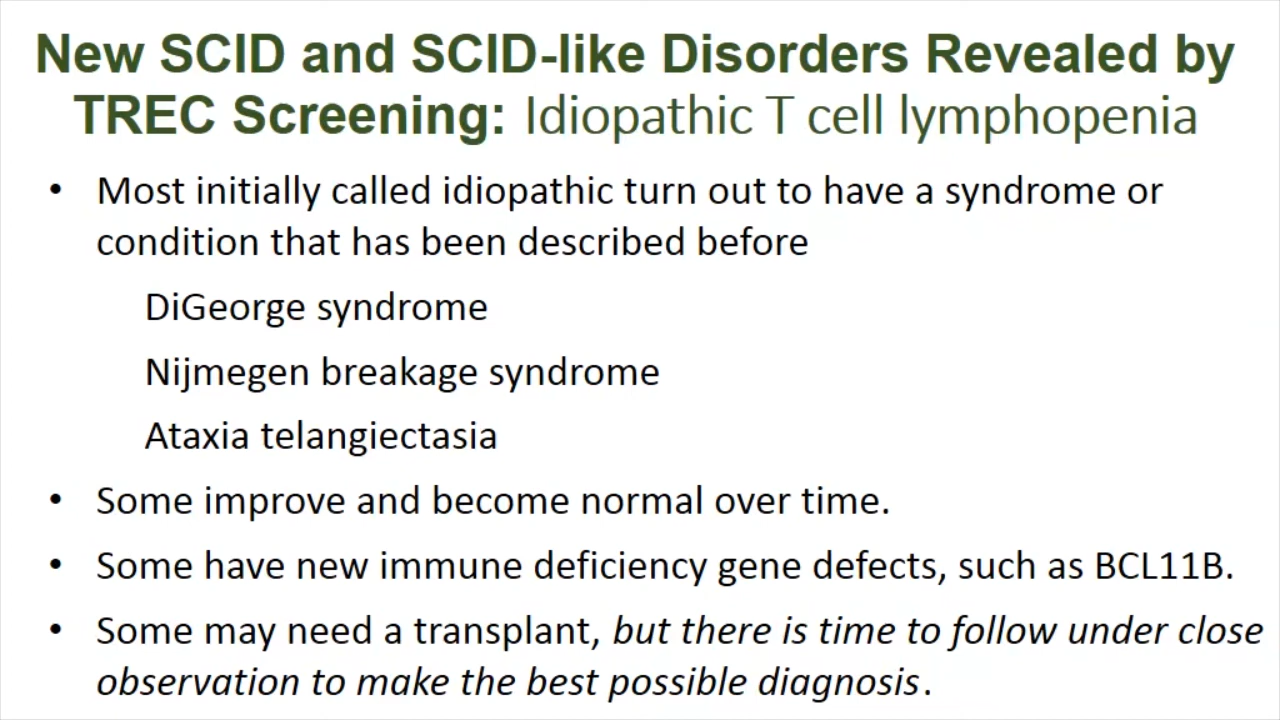 New SCID and SCID-like Disorders Revealed by
TREC Screening: Idiopathic T cell lymphopenia
• Most initially called idiopathic turn out to have a syndrome or
condition that has been described before
DiGeorge syndrome
Nijmegen breakage syndrome
Ataxia telangiectasia
• Some improve and become normal over time.
• Some have new immune deficiency gene defects, such as BCL11B.
• Some may need a transplant, but there is time to follow under close
observation to make the best possible diagnosis.